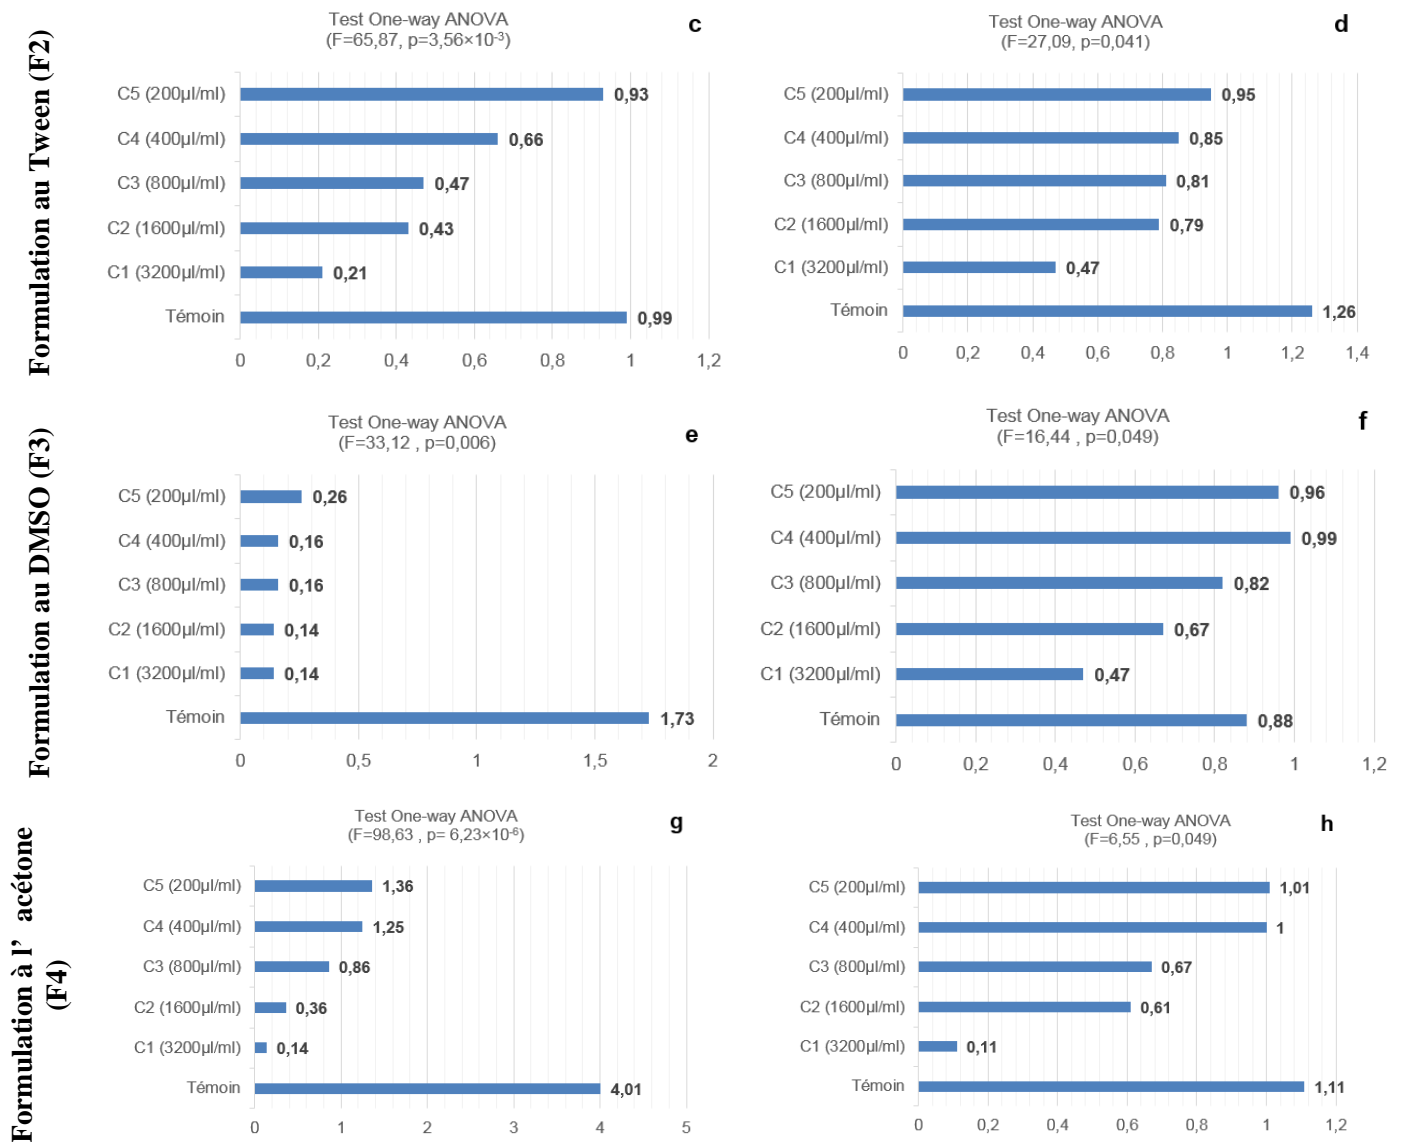 Formulation au Tween (F2)
Test One-way ANOVA
(F=65,87, p=3,56×10⁻³)
c
C5 (200µl/ml)
0,93
C4 (400µl/ml)
0,66
C3 (800µl/ml)
0,47
C2 (1600µl/ml)
0,43
C1 (3200µl/ml)
0,21
Témoin
0,99
0 0,2 0,4 0,6 0,8 1 1,2
Test One-way ANOVA
(F=27,09, p=0,041)
d
C5 (200µl/ml)
0,95
C4 (400µl/ml)
0,85
C3 (800µl/ml)
0,81
C2 (1600µl/ml)
0,79
C1 (3200µl/ml)
0,47
Témoin
1,26
0 0,2 0,4 0,6 0,8 1 1,2 1,4
Formulation au DMSO (F3)
Test One-way ANOVA
(F=33,12 , p=0,006)
e
C5 (200µl/ml)
0,26
C4 (400µl/ml)
0,16
C3 (800µl/ml)
0,16
C2 (1600µl/ml)
0,14
C1 (3200µl/ml)
0,14
Témoin
1,73
0 0,5 1 1,5 2
Test One-way ANOVA
(F=16,44 , p=0,049)
f
C5 (200µl/ml)
0,96
C4 (400µl/ml)
0,99
C3 (800µl/ml)
0,82
C2 (1600µl/ml)
0,67
C1 (3200µl/ml)
0,47
Témoin
0,88
0 0,2 0,4 0,6 0,8 1 1,2
Formulation à l’ acétone
(F4)
Test One-way ANOVA
(F=98,63 , p= 6,23×10⁻⁶)
g
C5 (200µl/ml)
1,36
C4 (400µl/ml)
1,25
C3 (800µl/ml)
0,86
C2 (1600µl/ml)
0,36
C1 (3200µl/ml)
0,14
Témoin
4,01
0 1 2 3 4 5
Test One-way ANOVA
(F=6,55 , p=0,049)
h
C5 (200µl/ml)
1,01
C4 (400µl/ml)
1
C3 (800µl/ml)
0,67
C2 (1600µl/ml)
0,61
C1 (3200µl/ml)
0,11
Témoin
1,11
0 0,2 0,4 0,6 0,8 1 1,2